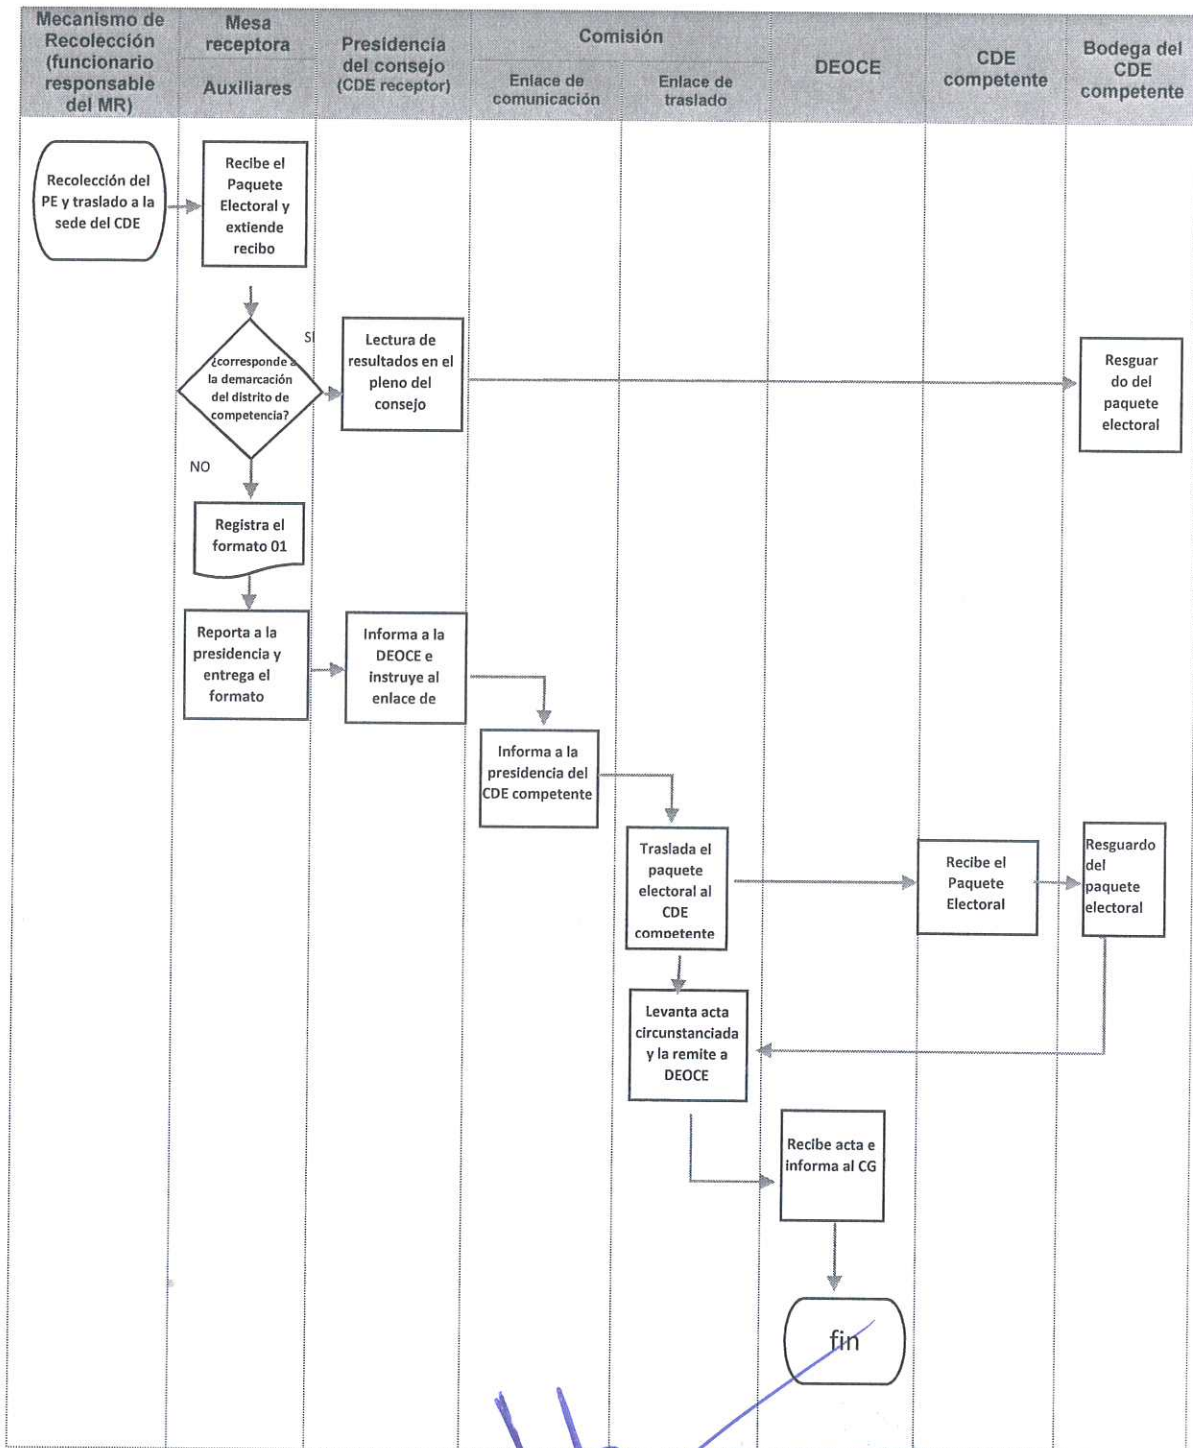 Mecanismo de
Recolección
(funcionario
responsable
del MR)
Mesa
receptora
Auxiliares
Presidencia
del consejo
(CDE receptor)
Comisión
Enlace de
comunicación
Enlace de
traslado
DEOCE
CDE
competente
Bodega del
CDE
competente
Recolección del
PE y traslado a la
sede del CDE
Recibe el
Paquete
Electoral y
extiende
recibo
¿corresponde a
la demarcación
del distrito de
competencia?
SI
Lectura de
resultados en el
pleno del
consejo
Resguar
do del
paquete
electoral
NO
Registra el
formato 01
Reporta a la
presidencia y
entrega el
formato
Informa a la
DEOCE e
instruye al
enlace de
Informa a la
presidencia del
CDE competente
Traslada el
paquete
electoral al
CDE
competente
Recibe el
Paquete
Electoral
Resguardo
del
paquete
electoral
Levanta acta
circunstanciada
y la remite a
DEOCE
Recibe acta e
informa al CG
fin